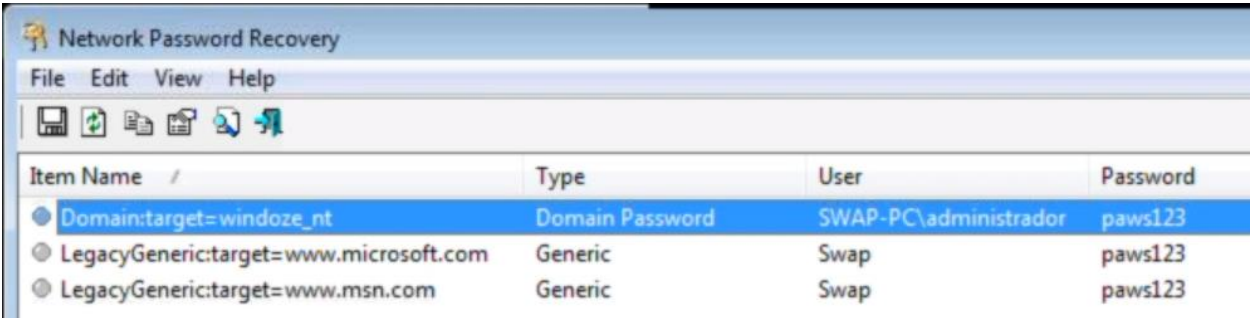 Network Password Recovery
File Edit View Help
Item Name / Type User Password
Domain:target=windoze_nt Domain Password SWAP-PC\administrador paws123
LegacyGeneric:target=www.microsoft.com Generic Swap paws123
LegacyGeneric:target=www.msn.com Generic Swap paws123